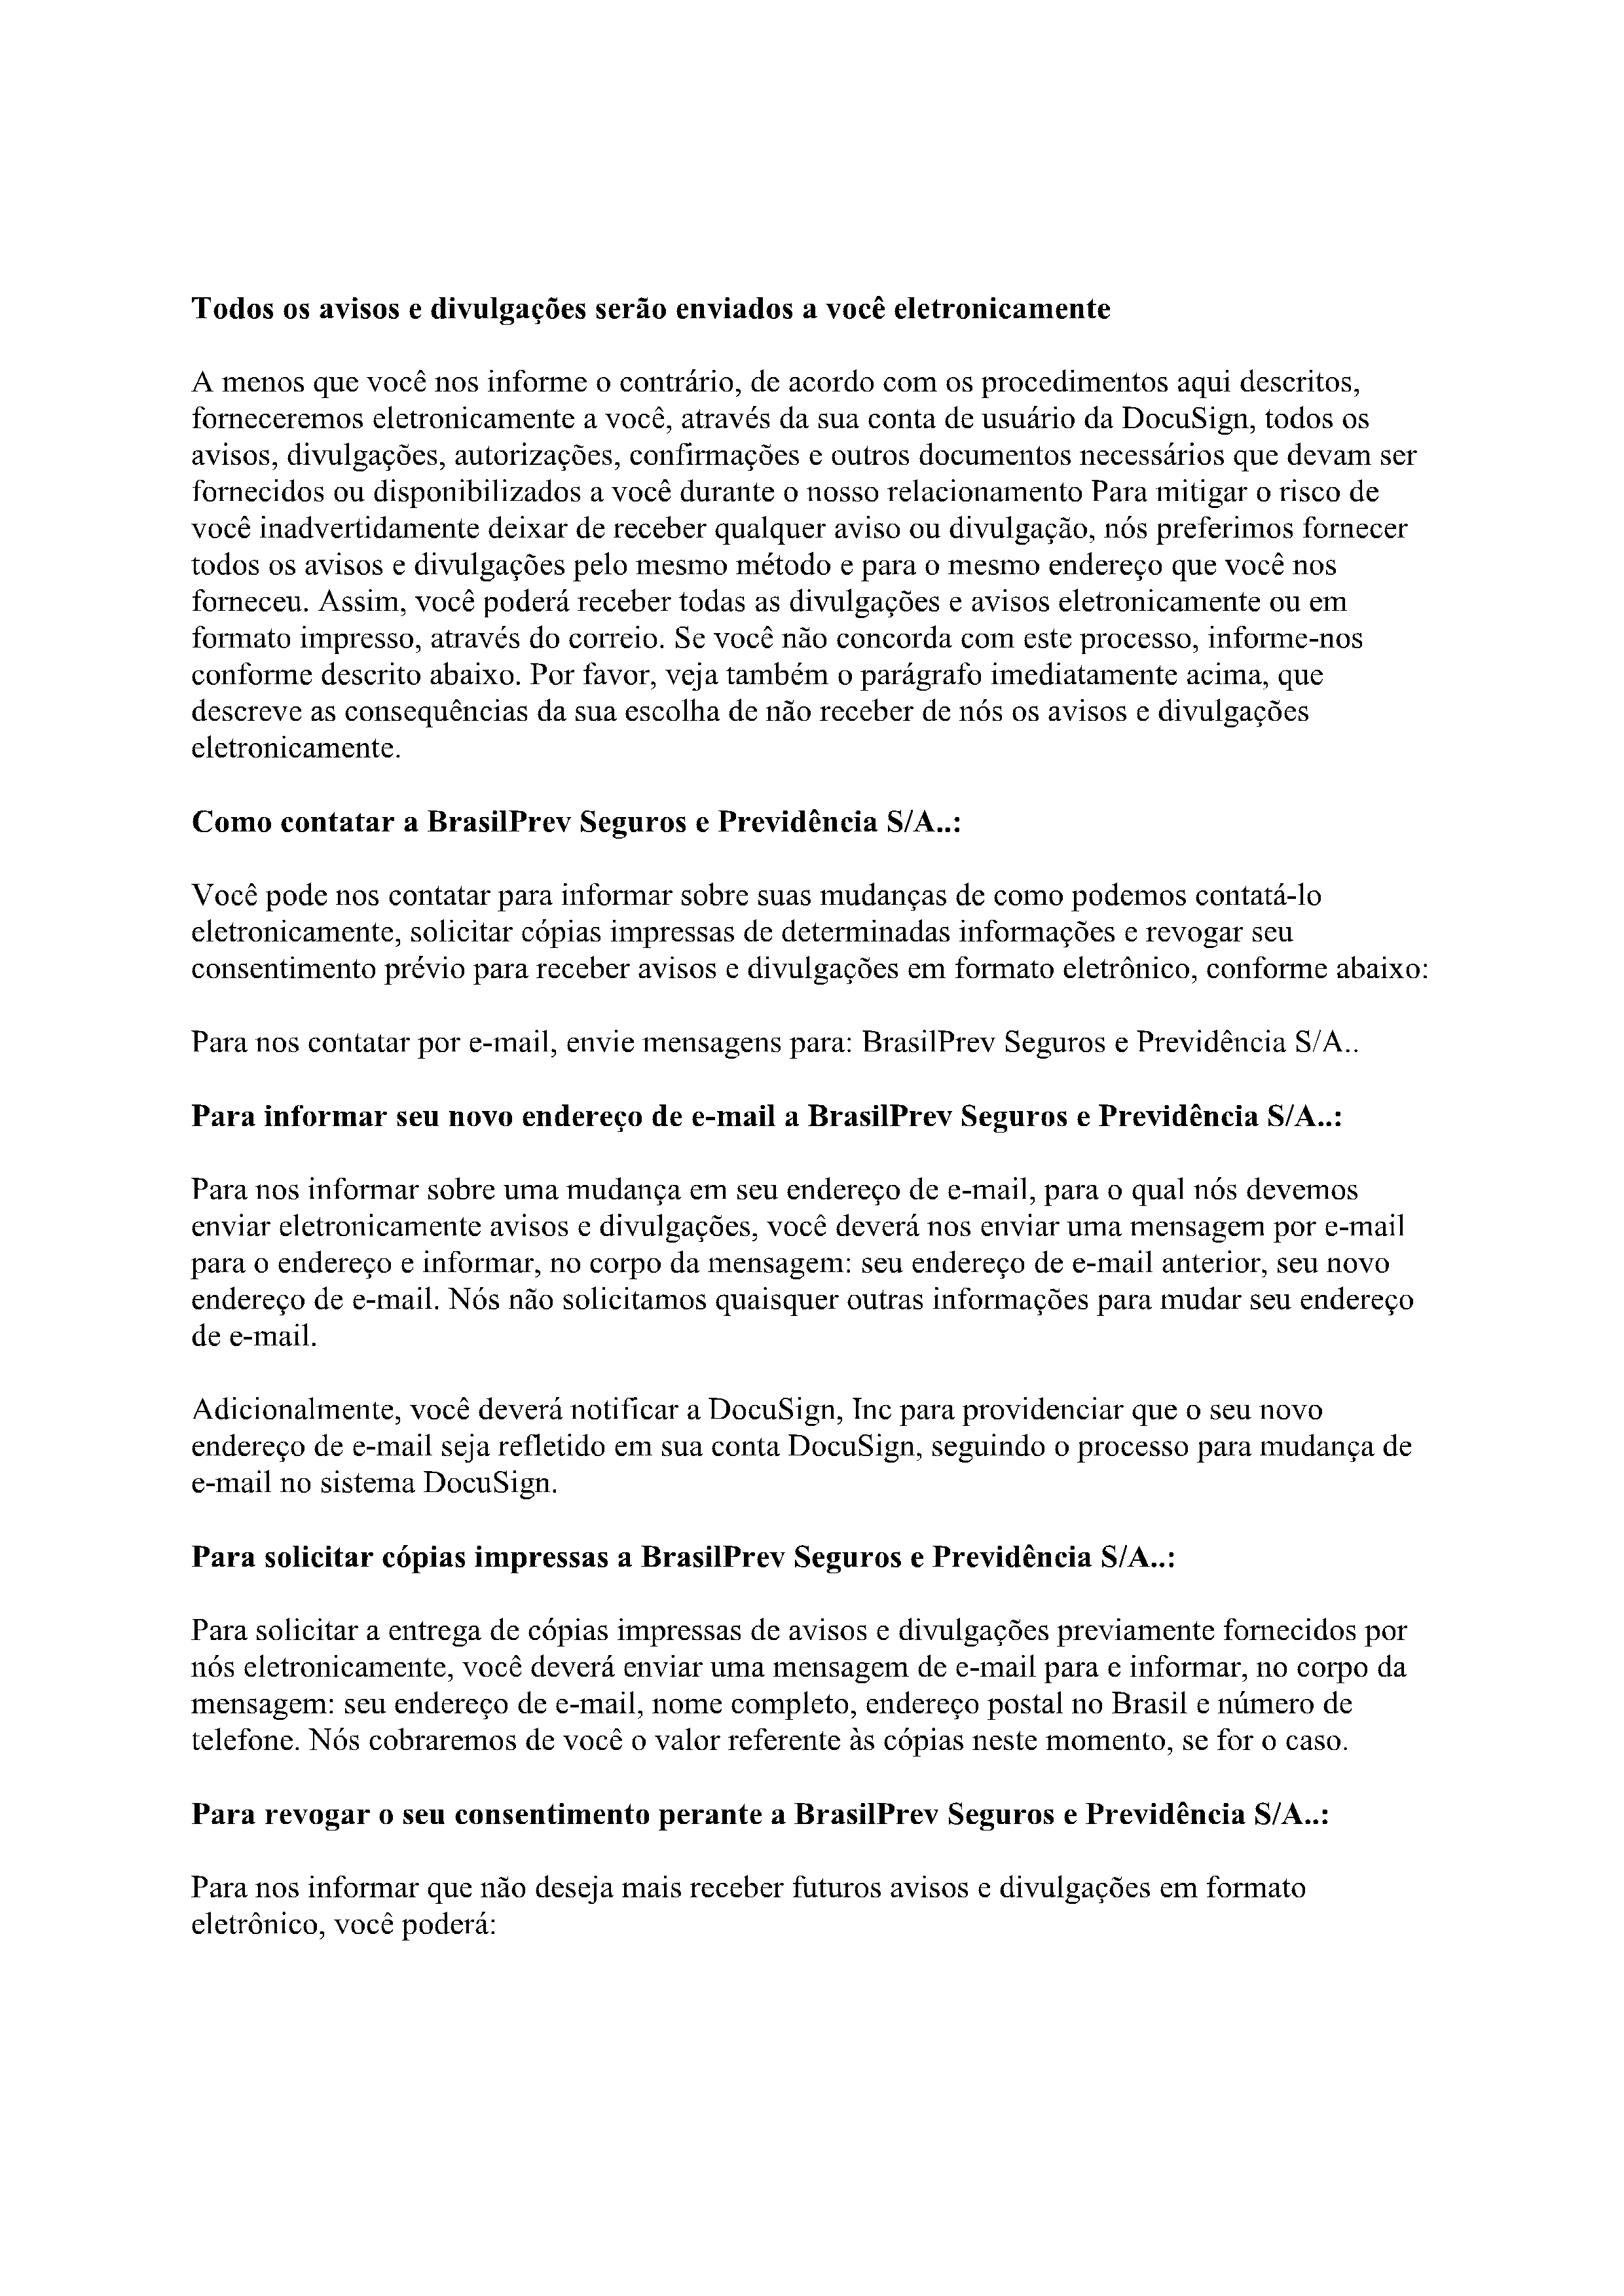 Todos os avisos e divulgações serão enviados a você eletronicamente
A menos que você nos informe o contrário, de acordo com os procedimentos aqui descritos,
forneceremos eletronicamente a você, através da sua conta de usuário da DocuSign, todos os
avisos, divulgações, autorizações, confirmações e outros documentos necessários que devam ser
fornecidos ou disponibilizados a você durante o nosso relacionamento Para mitigar o risco de
você inadvertidamente deixar de receber qualquer aviso ou divulgação, nós preferimos fornecer
todos os avisos e divulgações pelo mesmo método e para o mesmo endereço que você nos
forneceu. Assim, você poderá receber todas as divulgações e avisos eletronicamente ou em
formato impresso, através do correio. Se você não concorda com este processo, informe-nos
conforme descrito abaixo. Por favor, veja também o parágrafo imediatamente acima, que
descreve as consequências da sua escolha de não receber de nós os avisos e divulgações
eletronicamente.
Como contatar a BrasilPrev Seguros e Previdência S/A..:
Você pode nos contatar para informar sobre suas mudanças de como podemos contatá-lo
eletronicamente, solicitar cópias impressas de determinadas informações e revogar seu
consentimento prévio para receber avisos e divulgações em formato eletrônico, conforme abaixo:
Para nos contatar por e-mail, envie mensagens para: BrasilPrev Seguros e Previdência S/A..
Para informar seu novo endereço de e-mail a BrasilPrev Seguros e Previdência S/A..:
Para nos informar sobre uma mudança em seu endereço de e-mail, para o qual nós devemos
enviar eletronicamente avisos e divulgações, você deverá nos enviar uma mensagem por e-mail
para o endereço e informar, no corpo da mensagem: seu endereço de e-mail anterior, seu novo
endereço de e-mail. Nós não solicitamos quaisquer outras informações para mudar seu endereço
de e-mail.
Adicionalmente, você deverá notificar a DocuSign, Inc para providenciar que o seu novo
endereço de e-mail seja refletido em sua conta DocuSign, seguindo o processo para mudança de
e-mail no sistema DocuSign.
Para solicitar cópias impressas a BrasilPrev Seguros e Previdência S/A..:
Para solicitar a entrega de cópias impressas de avisos e divulgações previamente fornecidos por
nós eletronicamente, você deverá enviar uma mensagem de e-mail para e informar, no corpo da
mensagem: seu endereço de e-mail, nome completo, endereço postal no Brasil e número de
telefone. Nós cobraremos de você o valor referente às cópias neste momento, se for o caso.
Para revogar o seu consentimento perante a BrasilPrev Seguros e Previdência S/A..:
Para nos informar que não deseja mais receber futuros avisos e divulgações em formato
eletrônico, você poderá: